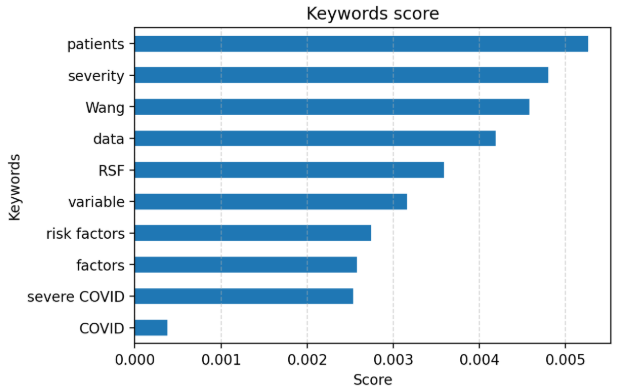 Keywords score
patients
severity
Wang
data
RSF
variable
risk factors
factors
severe COVID
COVID
Keywords
0.000 0.001 0.002 0.003 0.004 0.005
Score